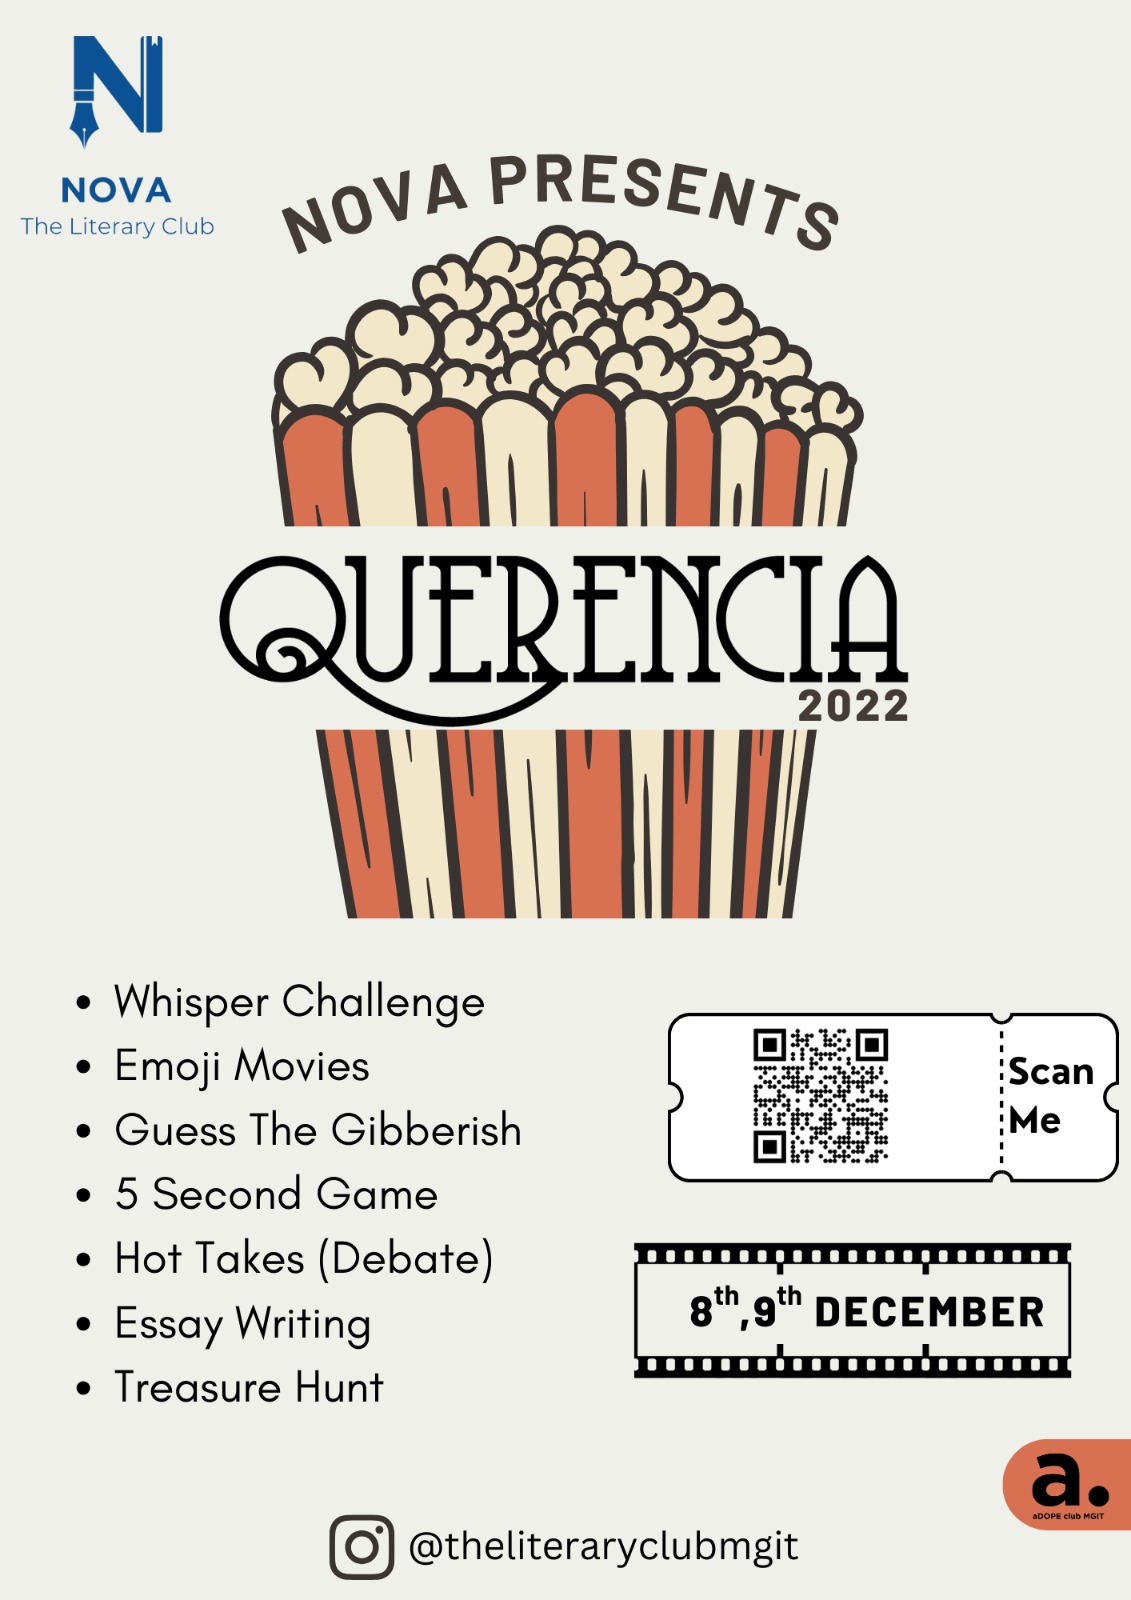 NOVA
The Literary Club
NOVA PRESENTS
QUERENCIA
2022
• Whisper Challenge
• Emoji Movies
• Guess The Gibberish
• 5 Second Game
• Hot Takes (Debate)
• Essay Writing
• Treasure Hunt
Scan
Me
8th,9th DECEMBER
a.
aDOPE club MGIT
@theliteraryclubmgit